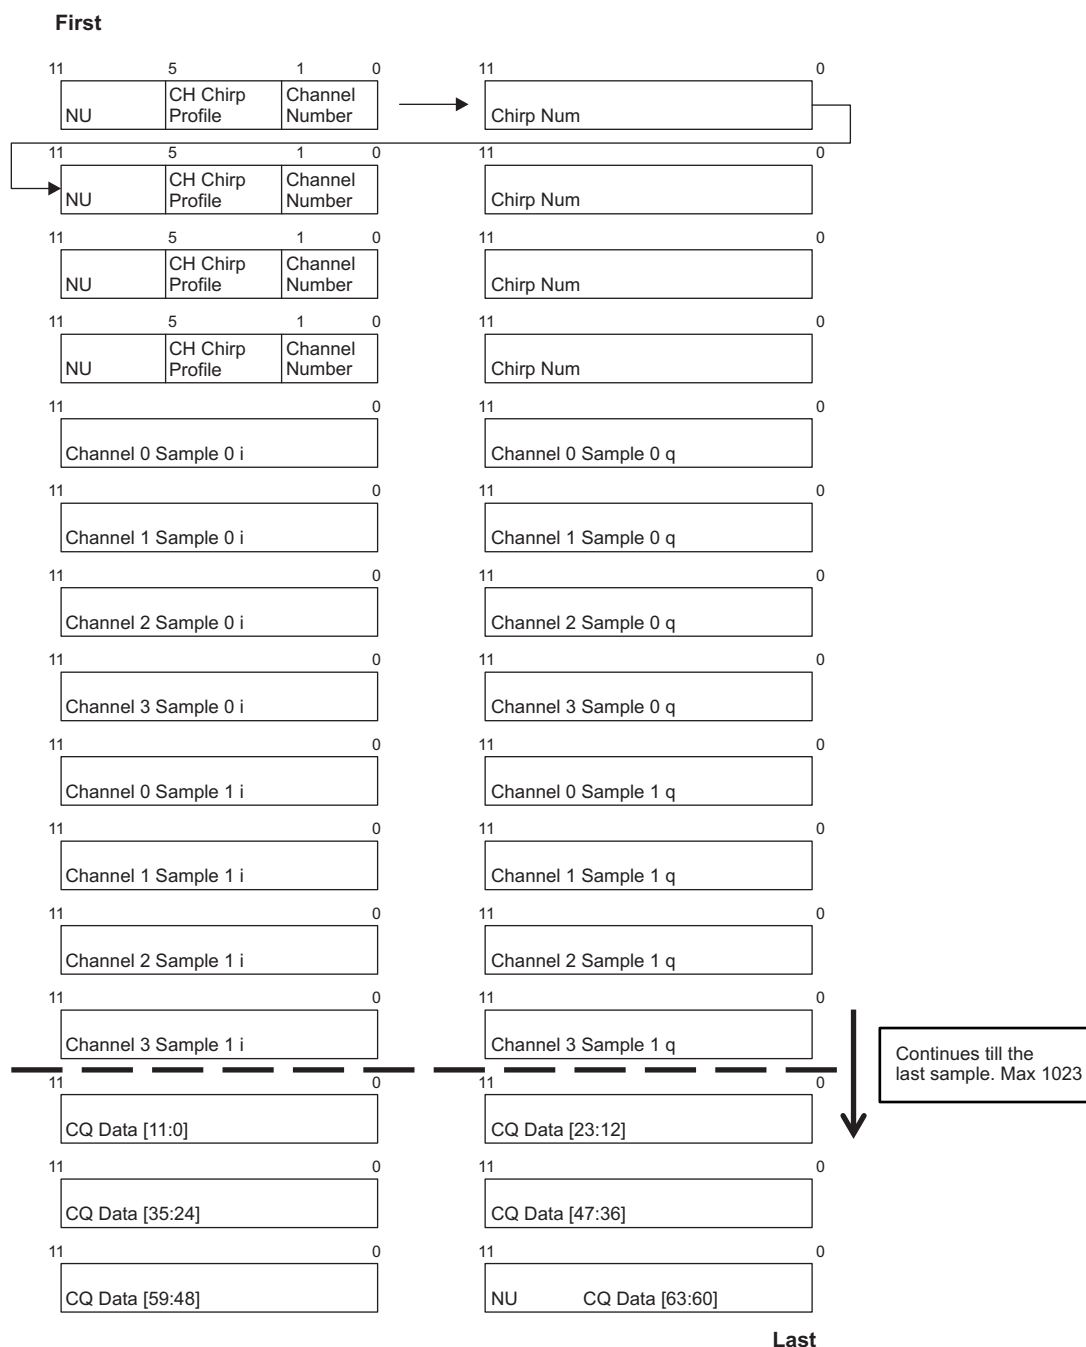 First
11 5 1 0 11 0
NU CH Chirp Profile Channel Number Chirp Num
11 5 1 0 11 0
NU CH Chirp Profile Channel Number Chirp Num
11 5 1 0 11 0
NU CH Chirp Profile Channel Number Chirp Num
11 5 1 0 11 0
NU CH Chirp Profile Channel Number Chirp Num
11 0 11 0
Channel 0 Sample 0 i Channel 0 Sample 0 q
11 0 11 0
Channel 1 Sample 0 i Channel 1 Sample 0 q
11 0 11 0
Channel 2 Sample 0 i Channel 2 Sample 0 q
11 0 11 0
Channel 3 Sample 0 i Channel 3 Sample 0 q
11 0 11 0
Channel 0 Sample 1 i Channel 0 Sample 1 q
11 0 11 0
Channel 1 Sample 1 i Channel 1 Sample 1 q
11 0 11 0
Channel 2 Sample 1 i Channel 2 Sample 1 q
11 0 11 0
Channel 3 Sample 1 i Channel 3 Sample 1 q
Continues till the
last sample. Max 1023
11 0 11 0
CQ Data [11:0] CQ Data [23:12]
11 0 11 0
CQ Data [35:24] CQ Data [47:36]
11 0 11 0
CQ Data [59:48] NU CQ Data [63:60]
Last